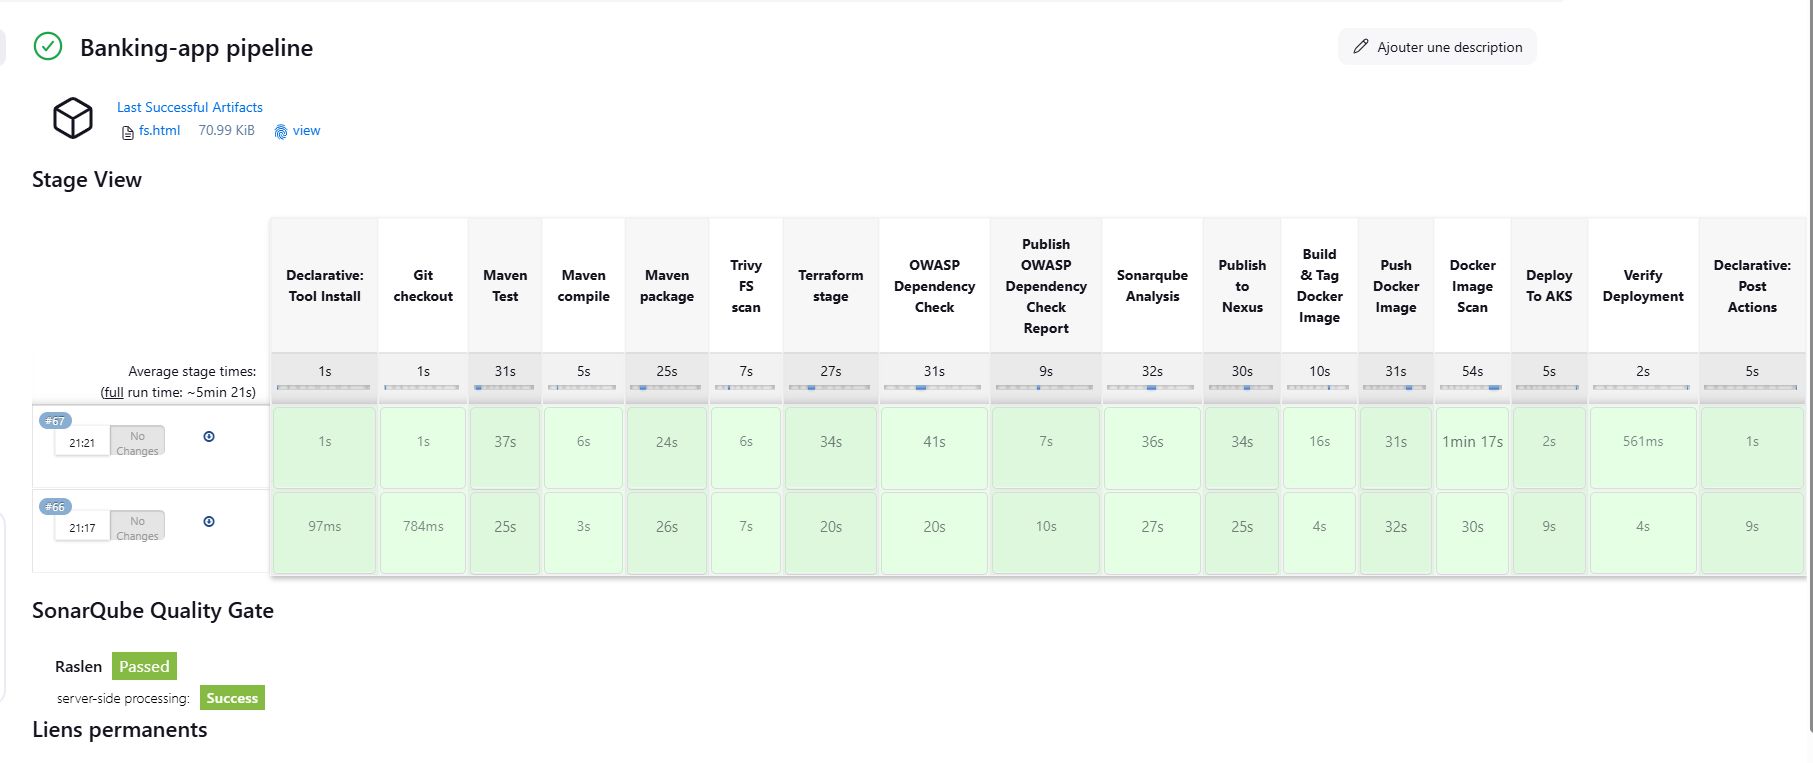 Banking-app pipeline
Ajouter une description
Last Successful Artifacts
fs.html 70.99 KiB view
Stage View
Declarative: Tool Install
Git checkout
Maven Test
Maven compile
Maven package
Trivy FS scan
Terraform stage
OWASP Dependency Check
Publish OWASP Dependency Check Report
Sonarqube Analysis
Publish to Nexus
Build & Tag Docker Image
Push Docker Image
Docker Image Scan
Deploy To AKS
Verify Deployment
Declarative: Post Actions
Average stage times:
(full run time: ~5min 21s)
1s 1s 31s 5s 25s 7s 27s 31s 9s 32s 30s 10s 31s 54s 5s 2s 5s
#67
21:21 No Changes
1s 1s 37s 6s 24s 6s 34s 41s 7s 36s 34s 16s 31s 1min 17s 2s 561ms 1s
#66
21:17 No Changes
97ms 784ms 25s 3s 26s 7s 20s 20s 10s 27s 25s 4s 32s 30s 9s 4s 9s
SonarQube Quality Gate
Raslen Passed
server-side processing: Success
Liens permanents